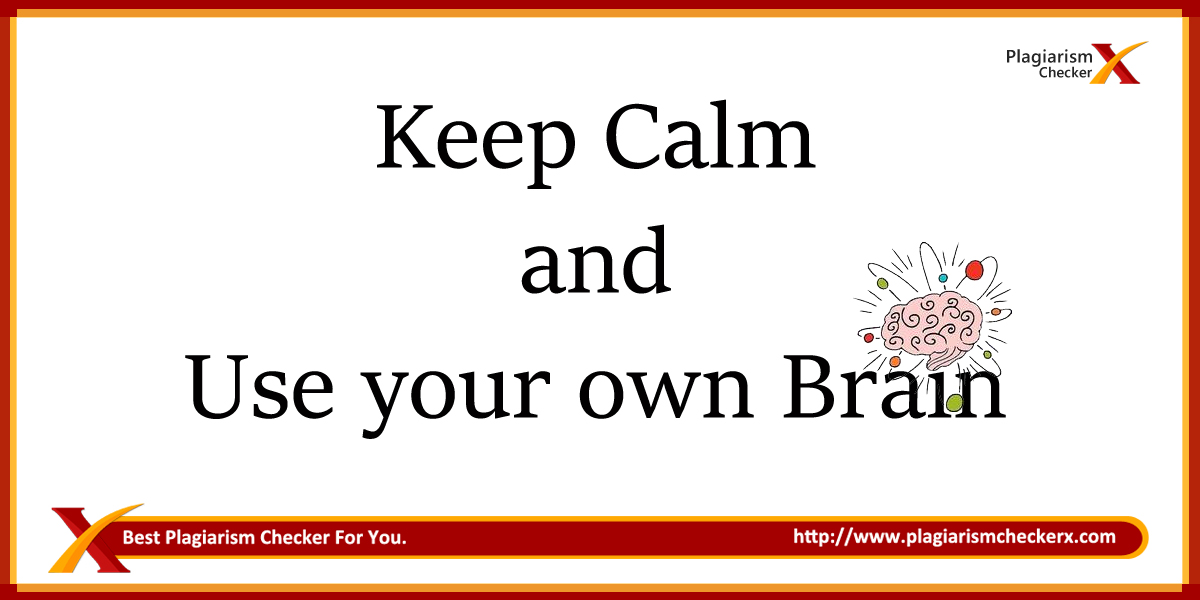 Plagiarism
Checker
Keep Calm
and
Use your own Brain
Best Plagiarism Checker For You.
http://www.plagiarismcheckerx.com